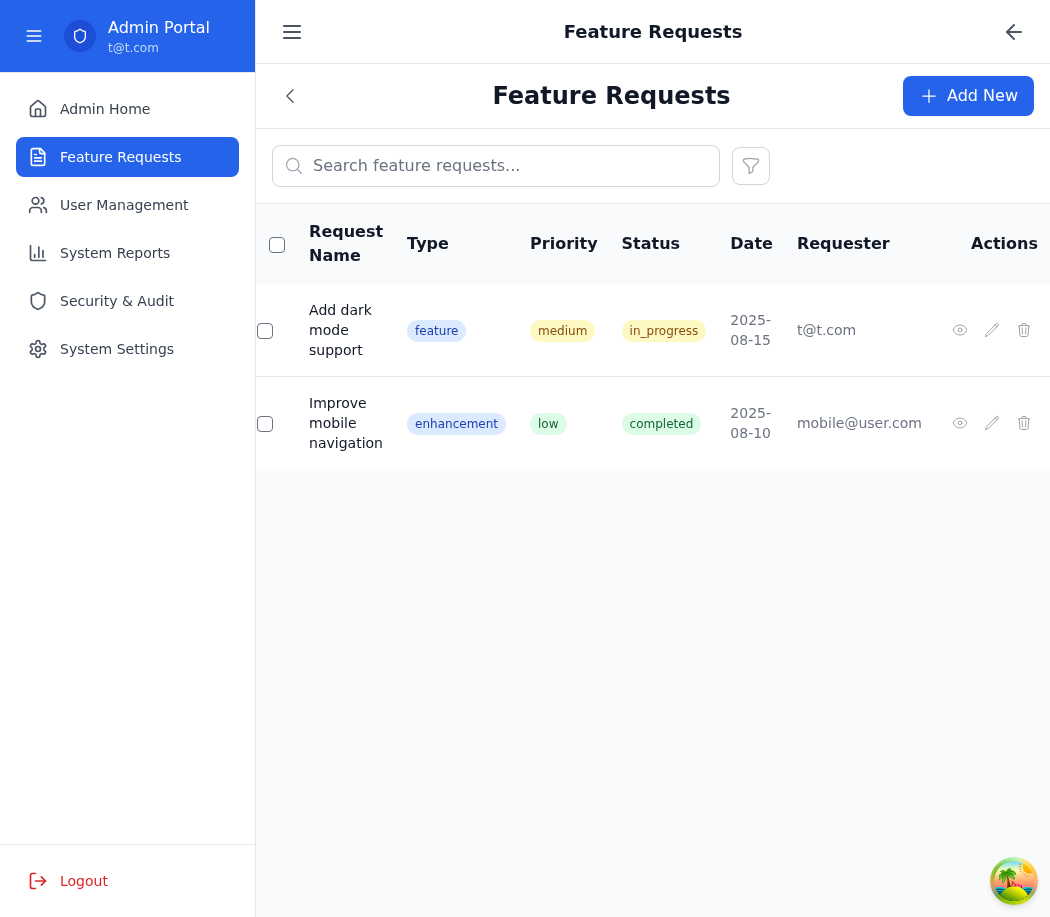 Admin Portal
t@t.com
Admin Home
Feature Requests
User Management
System Reports
Security & Audit
System Settings
Logout
Feature Requests
Feature Requests
Add New
Search feature requests...
Request
Name
Type
Priority
Status
Date
Requester
Actions
Add dark
mode
support
feature
medium
in_progress
2025-
08-15
t@t.com
Improve
mobile
navigation
enhancement
low
completed
2025-
08-10
mobile@user.com